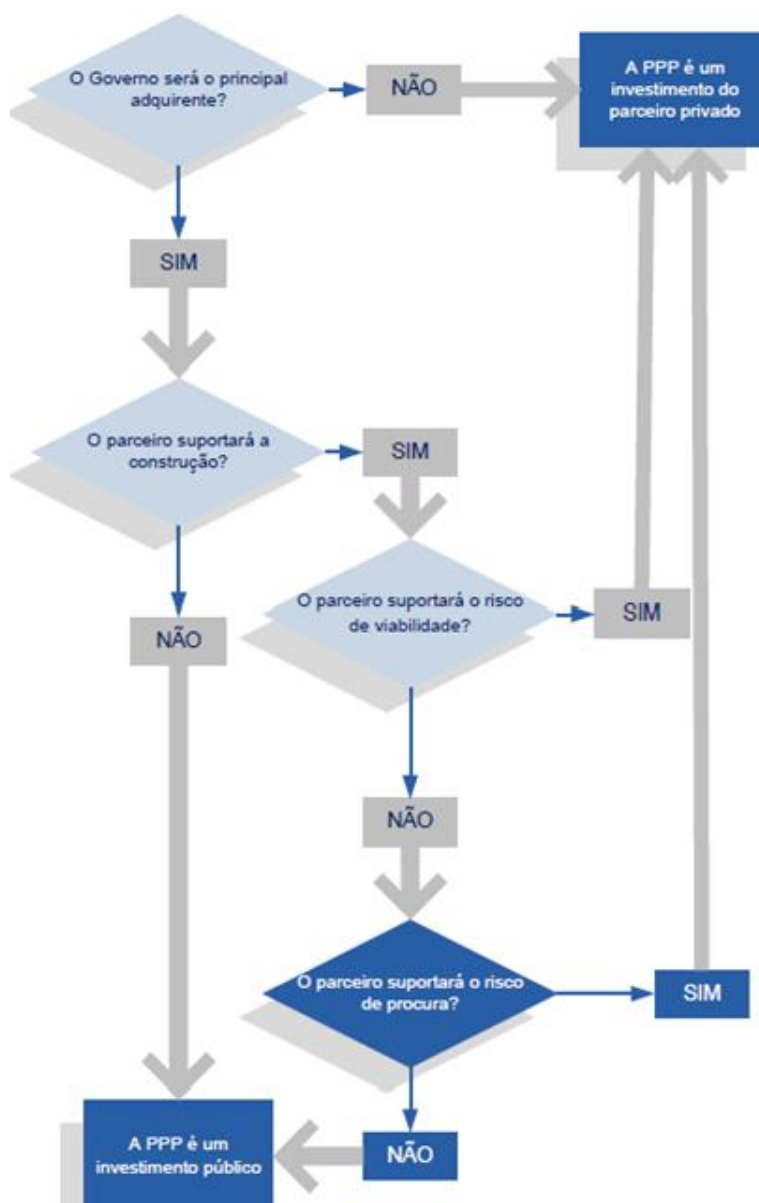 O Governo será o principal
adquirente?
NÃO
A PPP é um
investimento do
parceiro privado
SIM
O parceiro suportará a
construção?
SIM
O parceiro suportará o risco
de viabilidade?
SIM
NÃO
NÃO
O parceiro suportará o risco
de procura?
SIM
A PPP é um
investimento público
NÃO